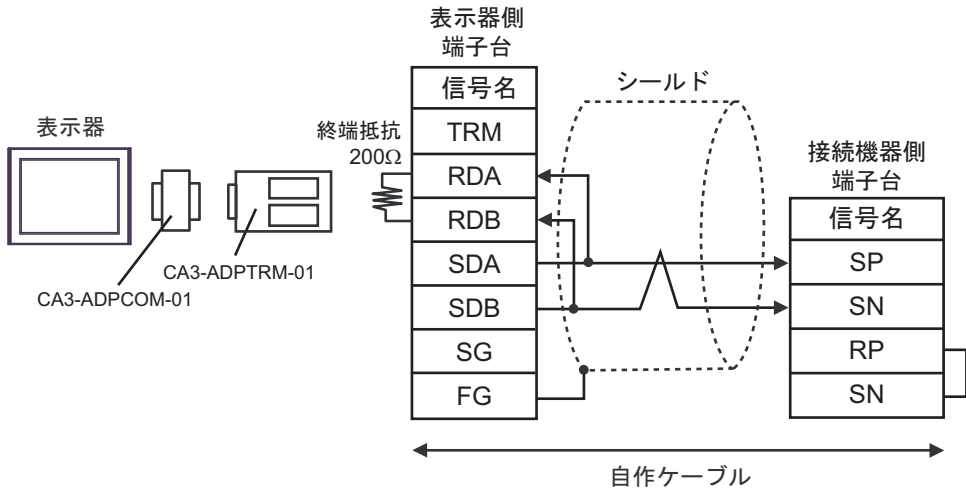 表示器
CA3-ADPCOM-01
CA3-ADPTRM-01
終端抵抗
200Ω
表示器側
端子台
信号名
TRM
RDA
RDB
SDA
SDB
SG
FG
シールド
接続機器側
端子台
信号名
SP
SN
RP
SN
自作ケーブル